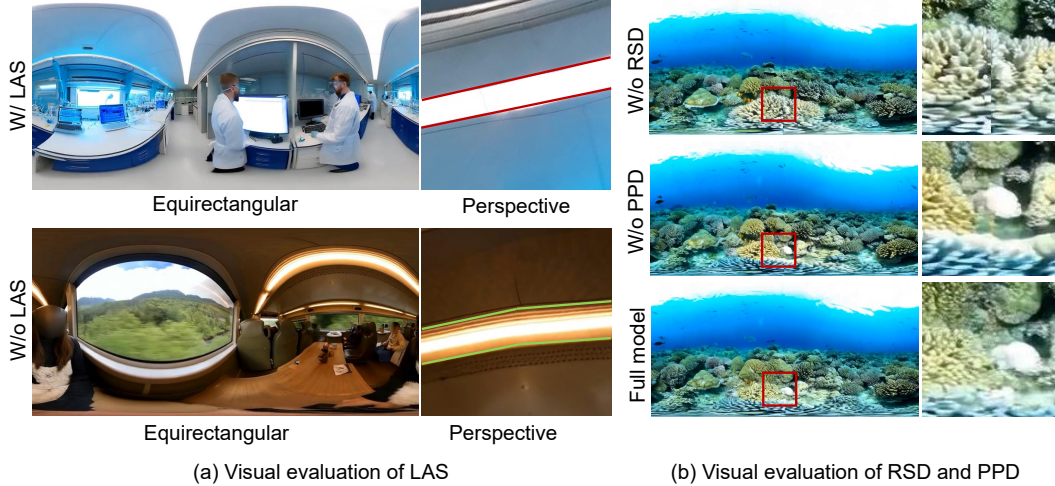 W/ LAS
Equirectangular
Perspective
W/o LAS
Equirectangular
Perspective
(a) Visual evaluation of LAS
W/o RSD
W/o PPD
Full model
(b) Visual evaluation of RSD and PPD